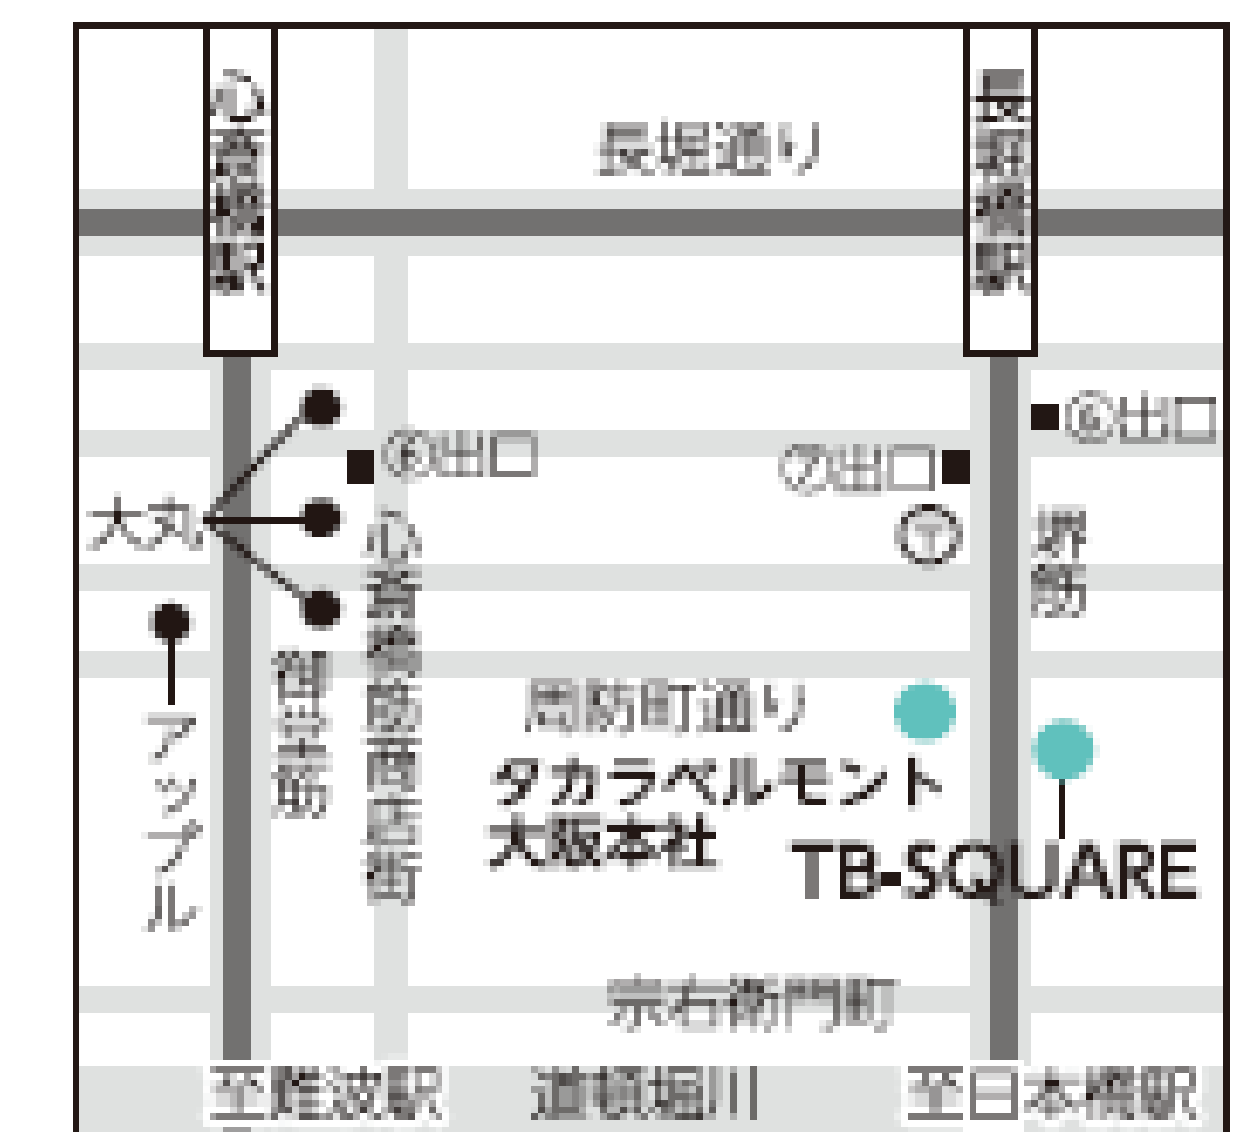 心斎橋駅
長堀通り
長堀橋駅
⑥出口
⑥出口
⑦出口
〒
大丸
心斎橋筋商店街
堺筋
御堂筋
アップル
周防町通り
タカラベルモント
大阪本社
TB-SQUARE
宗右衛門町
至難波駅
道頓堀川
至日本橋駅